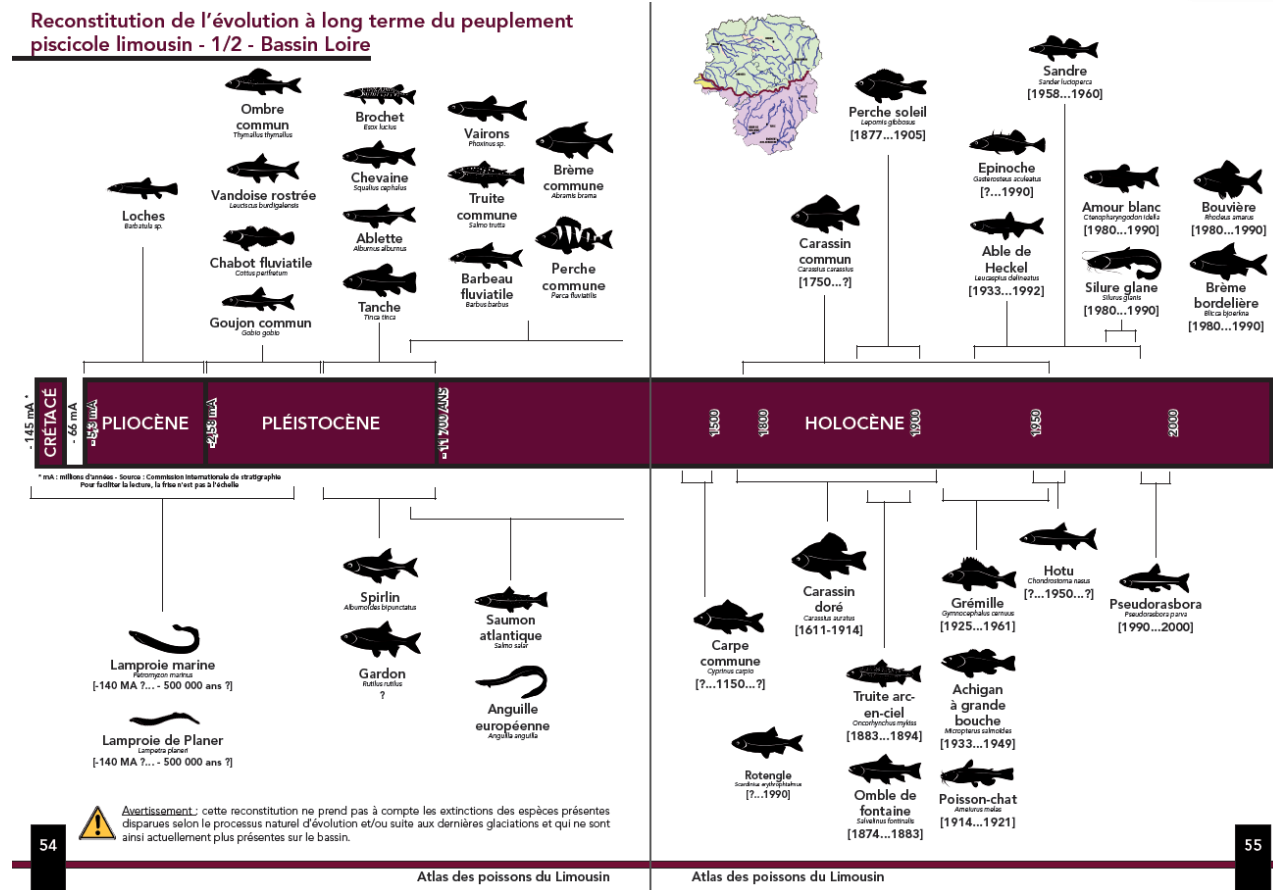 Reconstitution de l'évolution à long terme du peuplement
piscicole limousin - 1/2 - Bassin Loire
Loches
Barbatula sp.
Ombre
commun
Thymallus thymallus
Vandoise rostrée
Leuciscus burdigalensis
Chabot fluviatile
Cottus perifretum
Goujon commun
Gobio gobio
Brochet
Esox lucius
Chevaine
Squalius cephalus
Ablette
Alburnus alburnus
Tanche
Tinca tinca
Vairons
Phoxinus sp.
Truite
commune
Salmo trutta
Barbeau
fluviatile
Barbus barbus
Brème
commune
Abramis brama
Perche
commune
Perca fluviatilis
Carassin
commun
Carassius carassius
[1750...?]
Perche soleil
Lepomis gibbosus
[1877...1905]
Sandre
Sander lucioperca
[1958...1960]
Epinoche
Gasterosteus aculeatus
[?...1990]
Able de
Heckel
Leucaspius delineatus
[1933...1992]
Amour blanc
Ctenopharyngodon idella
[1980...1990]
Silure glane
Silurus glanis
[1980...1990]
Bouvière
Rhodeus amarus
[1980...1990]
Brème
bordelière
Blicca bjoerkna
[1980...1990]
- 145 mA *
CRÉTACÉ
- 66 mA
-5,3 mA
PLIOCÈNE
-2,58 mA
PLÉISTOCÈNE
-11 700 ANS
1500
1800
HOLOCÈNE
1900
1950
2000
* mA : millions d'années - Source : Commission internationale de stratigraphie
Pour faciliter la lecture, la frise n'est pas à l'échelle
Lamproie marine
Petromyzon marinus
[-140 MA ?... - 500 000 ans ?]
Lamproie de Planer
Lampetra planeri
[-140 MA ?... - 500 000 ans ?]
Spirlin
Alburnoides bipunctatus
Gardon
Rutilus rutilus
?
Saumon
atlantique
Salmo salar
Anguille
européenne
Anguilla anguilla
Carpe
commune
Cyprinus carpio
[?...1150...?]
Rotengle
Scardinius erythrophtalmus
[?...1990]
Carassin
doré
Carassius auratus
[1611-1914]
Truite arc-
en-ciel
Oncorhynchus mykiss
[1883...1894]
Omble de
fontaine
Salvelinus fontinalis
[1874...1883]
Grémille
Gymnocephalus cernuus
[1925...1961]
Achigan
à grande
bouche
Micropterus salmoides
[1933...1949]
Poisson-chat
Ameiurus melas
[1914...1921]
Hotu
Chondrostoma nasus
[?...1950...?]
Pseudorasbora
Pseudorasbora parva
[1990...2000]
Avertissement : cette reconstitution ne prend pas à compte les extinctions des espèces présentes
disparues selon le processus naturel d'évolution et/ou suite aux dernières glaciations et qui ne sont
ainsi actuellement plus présentes sur le bassin.
54
Atlas des poissons du Limousin
Atlas des poissons du Limousin
55